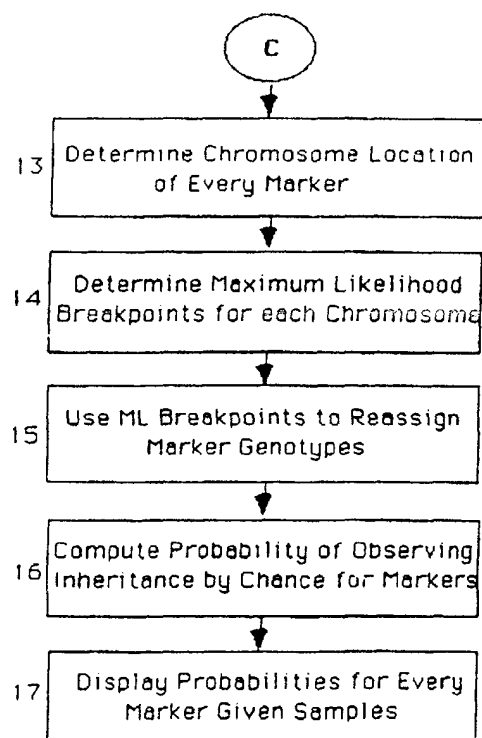 C
13
Determine Chromosome Location
of Every Marker
14
Determine Maximum Likelihood
Breakpoints for each Chromosome
15
Use ML Breakpoints to Reassign
Marker Genotypes
16
Compute Probability of Observing
Inheritance by Chance for Markers
17
Display Probabilities for Every
Marker Given Samples